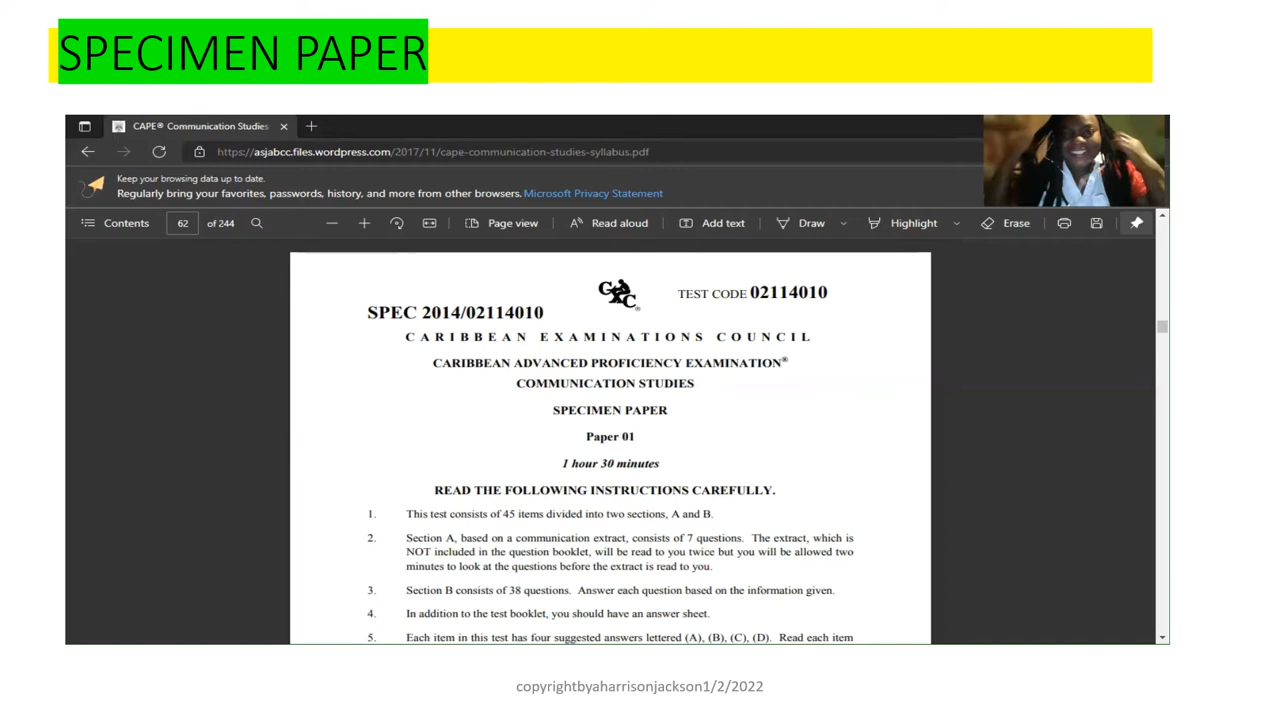 SPECIMEN PAPER
CAPE® Communication Studies
https://asjabcc.files.wordpress.com/2017/11/cape-communication-studies-syllabus.pdf
Keep your browsing data up to date.
Regularly bring your favorites, passwords, history, and more from other browsers. Microsoft Privacy Statement
Contents 62 of 244 Page view Read aloud Add text Draw Highlight Erase
CXC®
TEST CODE 02114010
SPEC 2014/02114010
CARIBBEAN EXAMINATIONS COUNCIL
CARIBBEAN ADVANCED PROFICIENCY EXAMINATION®
COMMUNICATION STUDIES
SPECIMEN PAPER
Paper 01
1 hour 30 minutes
READ THE FOLLOWING INSTRUCTIONS CAREFULLY.
1. This test consists of 45 items divided into two sections, A and B.
2. Section A, based on a communication extract, consists of 7 questions. The extract, which is
NOT included in the question booklet, will be read to you twice but you will be allowed two
minutes to look at the questions before the extract is read to you.
3. Section B consists of 38 questions. Answer each question based on the information given.
4. In addition to the test booklet, you should have an answer sheet.
5. Each item in this test has four suggested answers lettered (A), (B), (C), (D). Read each item
copyrightbyaharrisonjackson1/2/2022